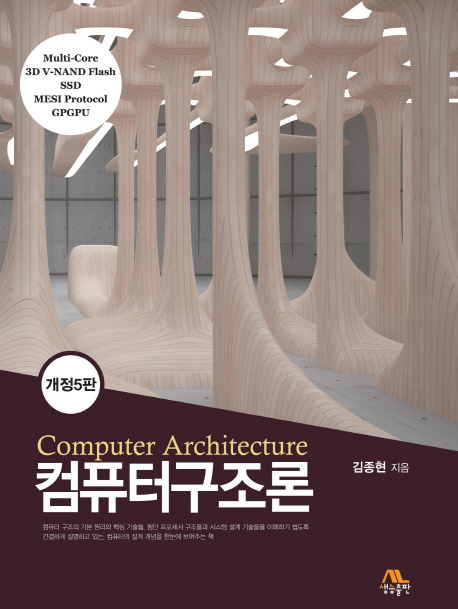 Multi-Core
3D V-NAND Flash
SSD
MESI Protocol
GPGPU
개정5판
Computer Architecture
컴퓨터구조론
김종현 지음
컴퓨터 구조의 기본 원리와 핵심 기술들, 첨단 프로세서 구조들과 시스템 설계 기술들을 이해하기 쉽도록
간결하게 설명하고 있는, 컴퓨터의 설계 개념을 한눈에 보여주는 책
생능출판